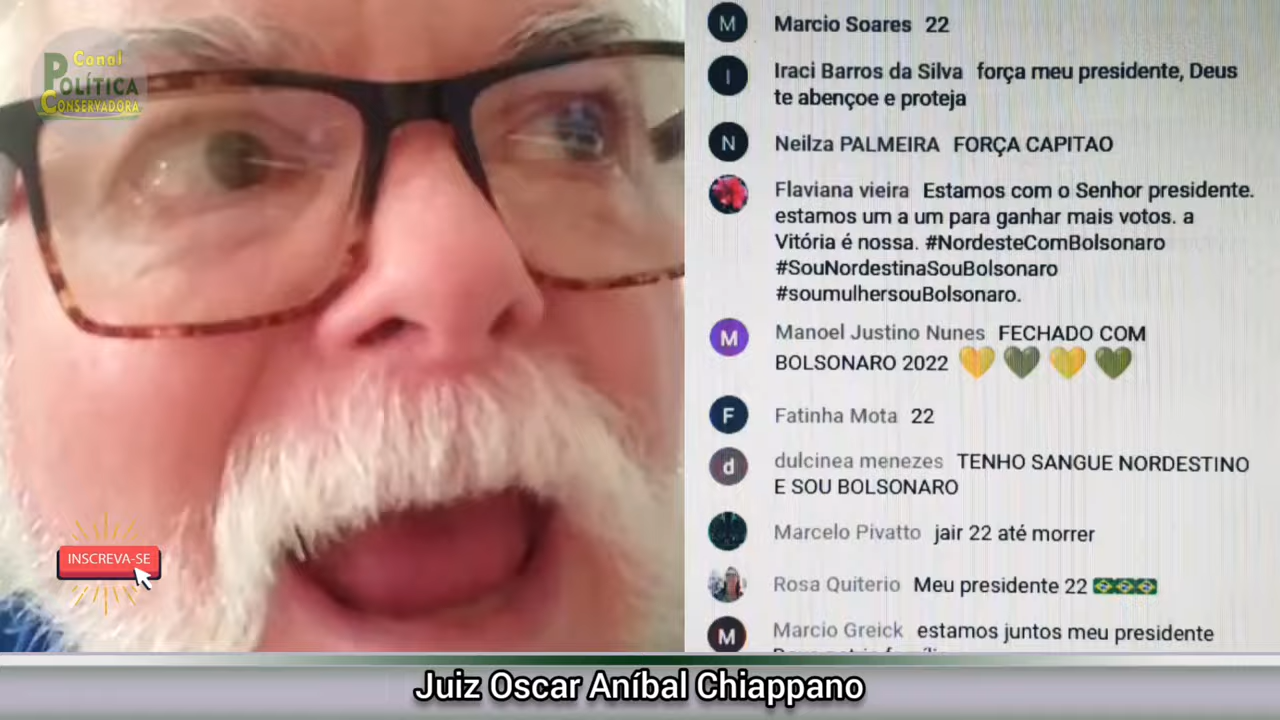 Canal
POLÍTICA
CONSERVADORA
INSCREVA-SE
M Marcio Soares 22
I Iraci Barros da Silva força meu presidente, Deus
te abençoe e proteja
N Neilza PALMEIRA FORÇA CAPITAO
Flaviana vieira Estamos com o Senhor presidente.
estamos um a um para ganhar mais votos. a
Vitória é nossa. #NordesteComBolsonaro
#SouNordestinaSouBolsonaro
#soumulhersouBolsonaro.
M Manoel Justino Nunes FECHADO COM
BOLSONARO 2022 💛💚💛💚
F Fatinha Mota 22
d dulcinea menezes TENHO SANGUE NORDESTINO
E SOU BOLSONARO
Marcelo Pivatto jair 22 até morrer
Rosa Quiterio Meu presidente 22 🇧🇷🇧🇷🇧🇷
M Marcio Greick estamos juntos meu presidente
Juiz Oscar Aníbal Chiappano